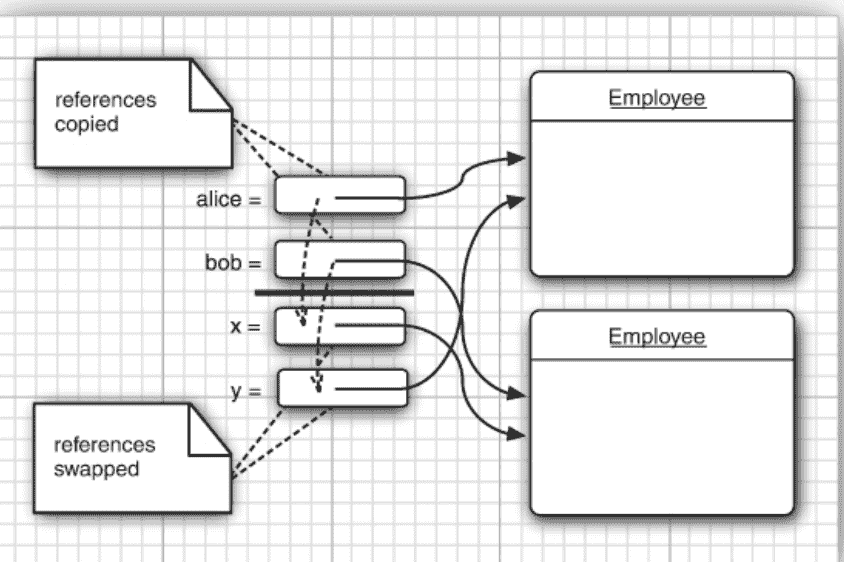 references
copied
Employee
alice =
bob =
x =
Employee
y =
references
swapped